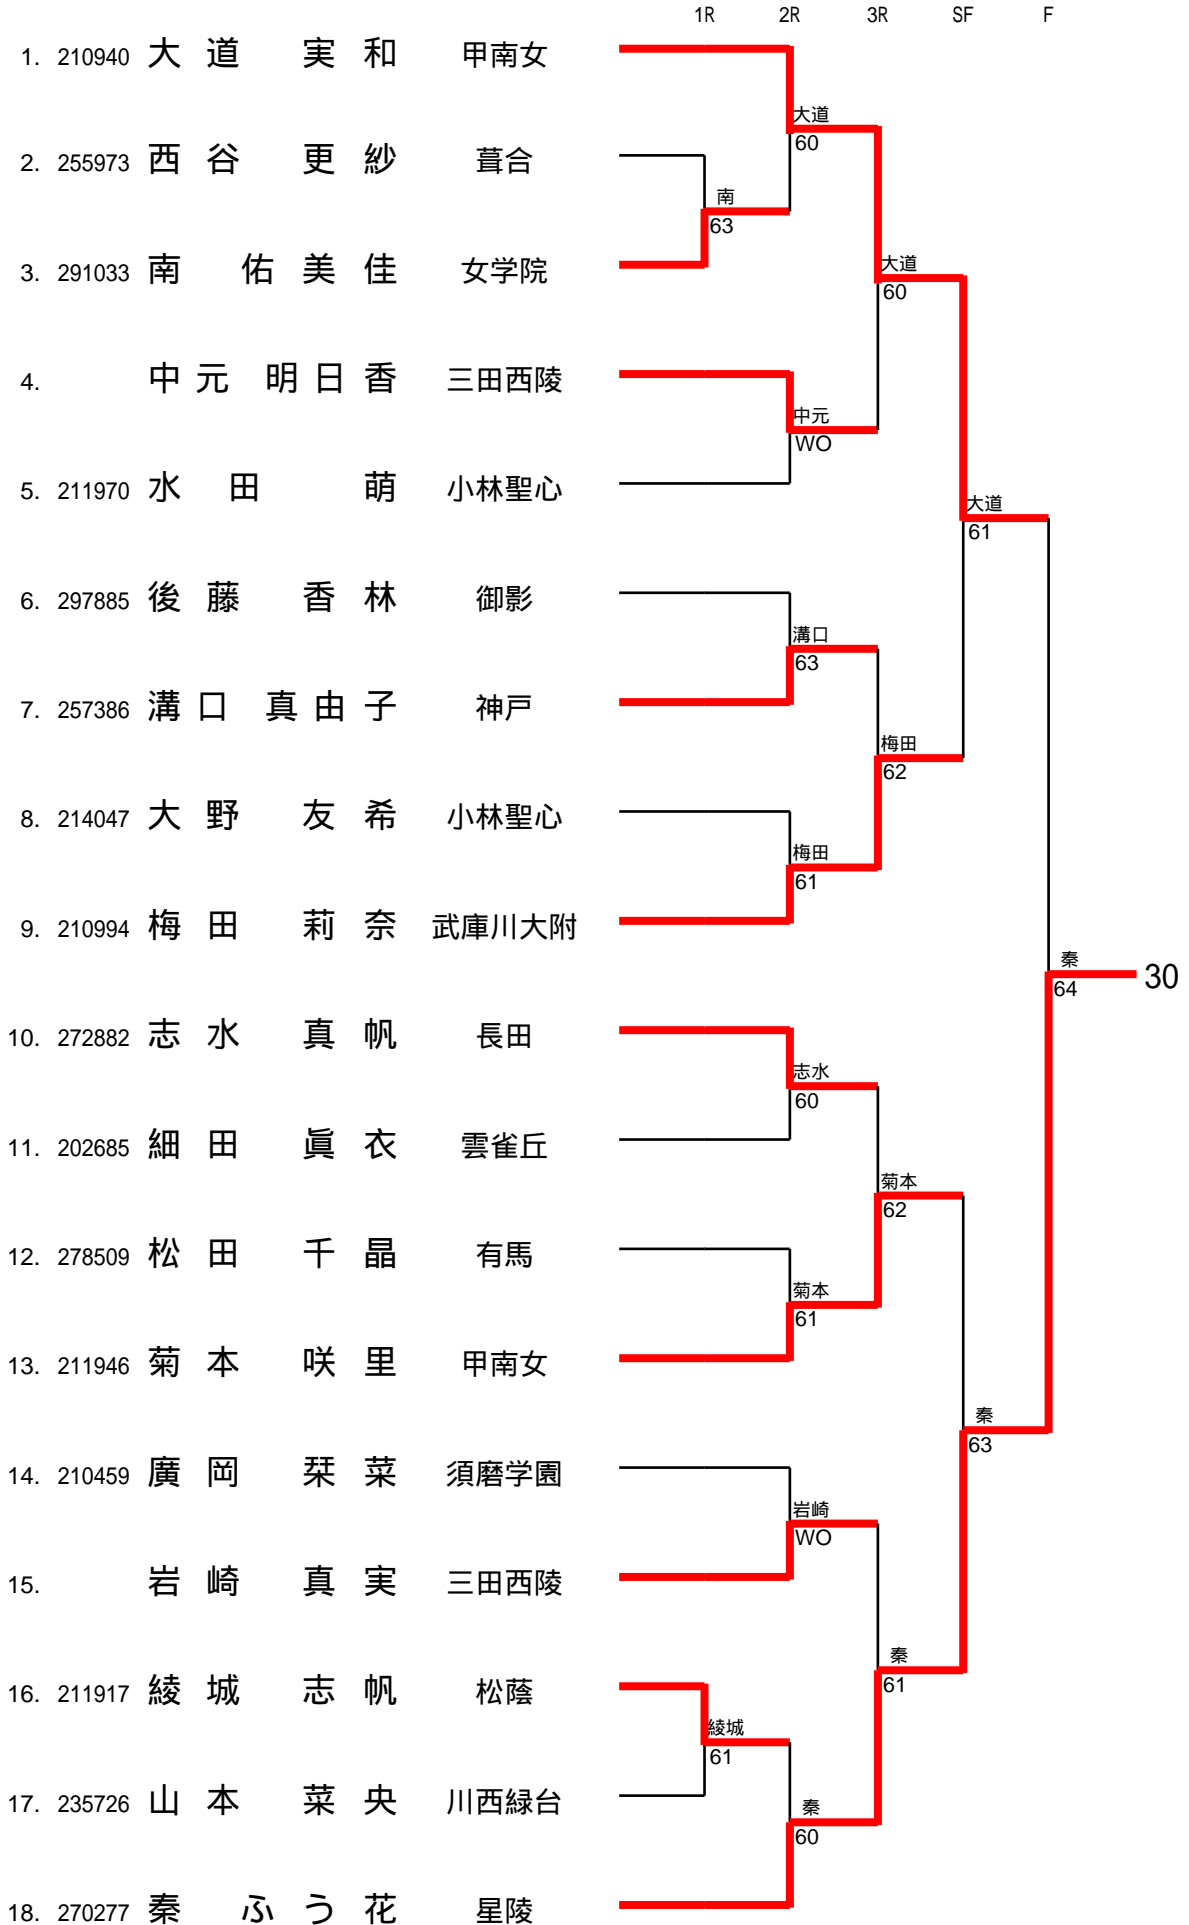 1R 2R 3R SF F
1. 210940 大道 実和 甲南女
大道
60
2. 255973 西谷 更紗 葺合
南
63
3. 291033 南 佑美佳 女学院
大道
60
4. 中元 明日香 三田西陵
中元
WO
5. 211970 水田 萌 小林聖心
大道
61
6. 297885 後藤 香林 御影
溝口
63
7. 257386 溝口 真由子 神戸
梅田
62
8. 214047 大野 友希 小林聖心
梅田
61
9. 210994 梅田 莉奈 武庫川大附
秦
64
30
10. 272882 志水 真帆 長田
志水
60
11. 202685 細田 眞衣 雲雀丘
菊本
62
12. 278509 松田 千晶 有馬
菊本
61
13. 211946 菊本 咲里 甲南女
秦
63
14. 210459 廣岡 栞菜 須磨学園
岩崎
WO
15. 岩崎 真実 三田西陵
秦
61
16. 211917 綾城 志帆 松蔭
綾城
61
17. 235726 山本 菜央 川西緑台
秦
60
18. 270277 秦 ふう花 星陵